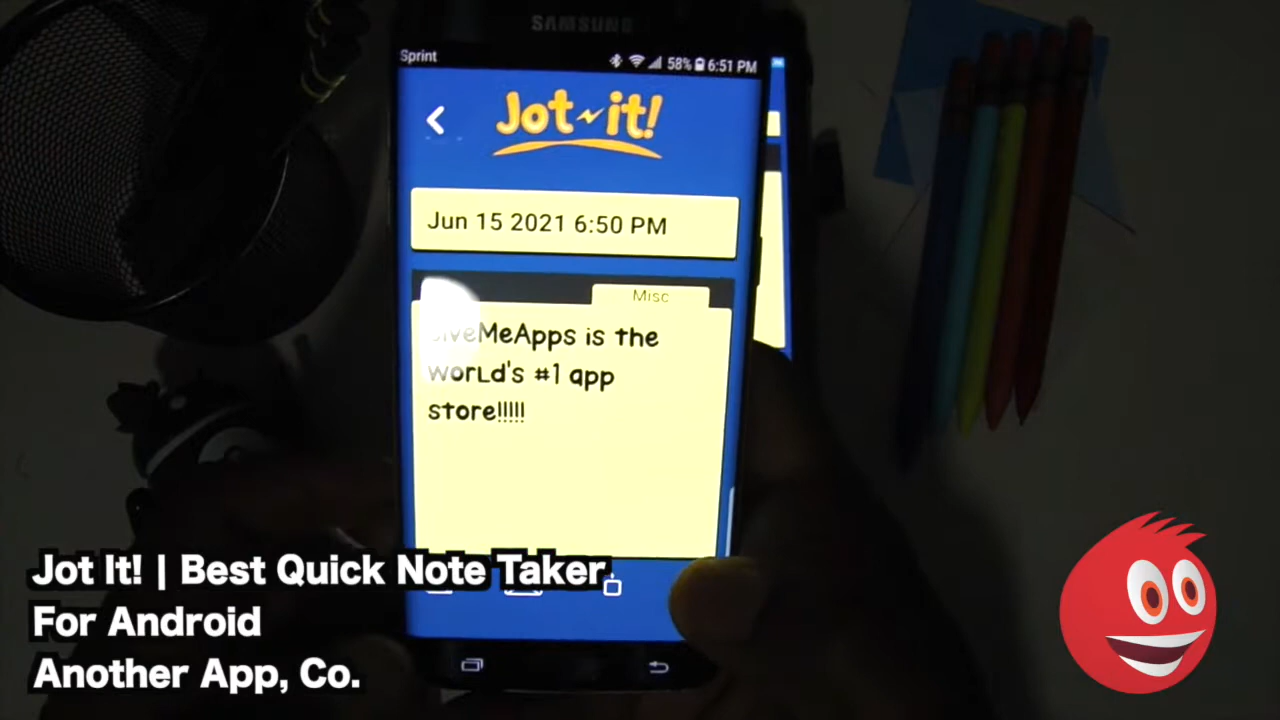 SAMSUNG
Sprint
58% 6:51 PM
Jot it!
Jun 15 2021 6:50 PM
Misc
GiveMeApps is the
world's #1 app
store!!!!!
Jot It! | Best Quick Note Taker
For Android
Another App, Co.